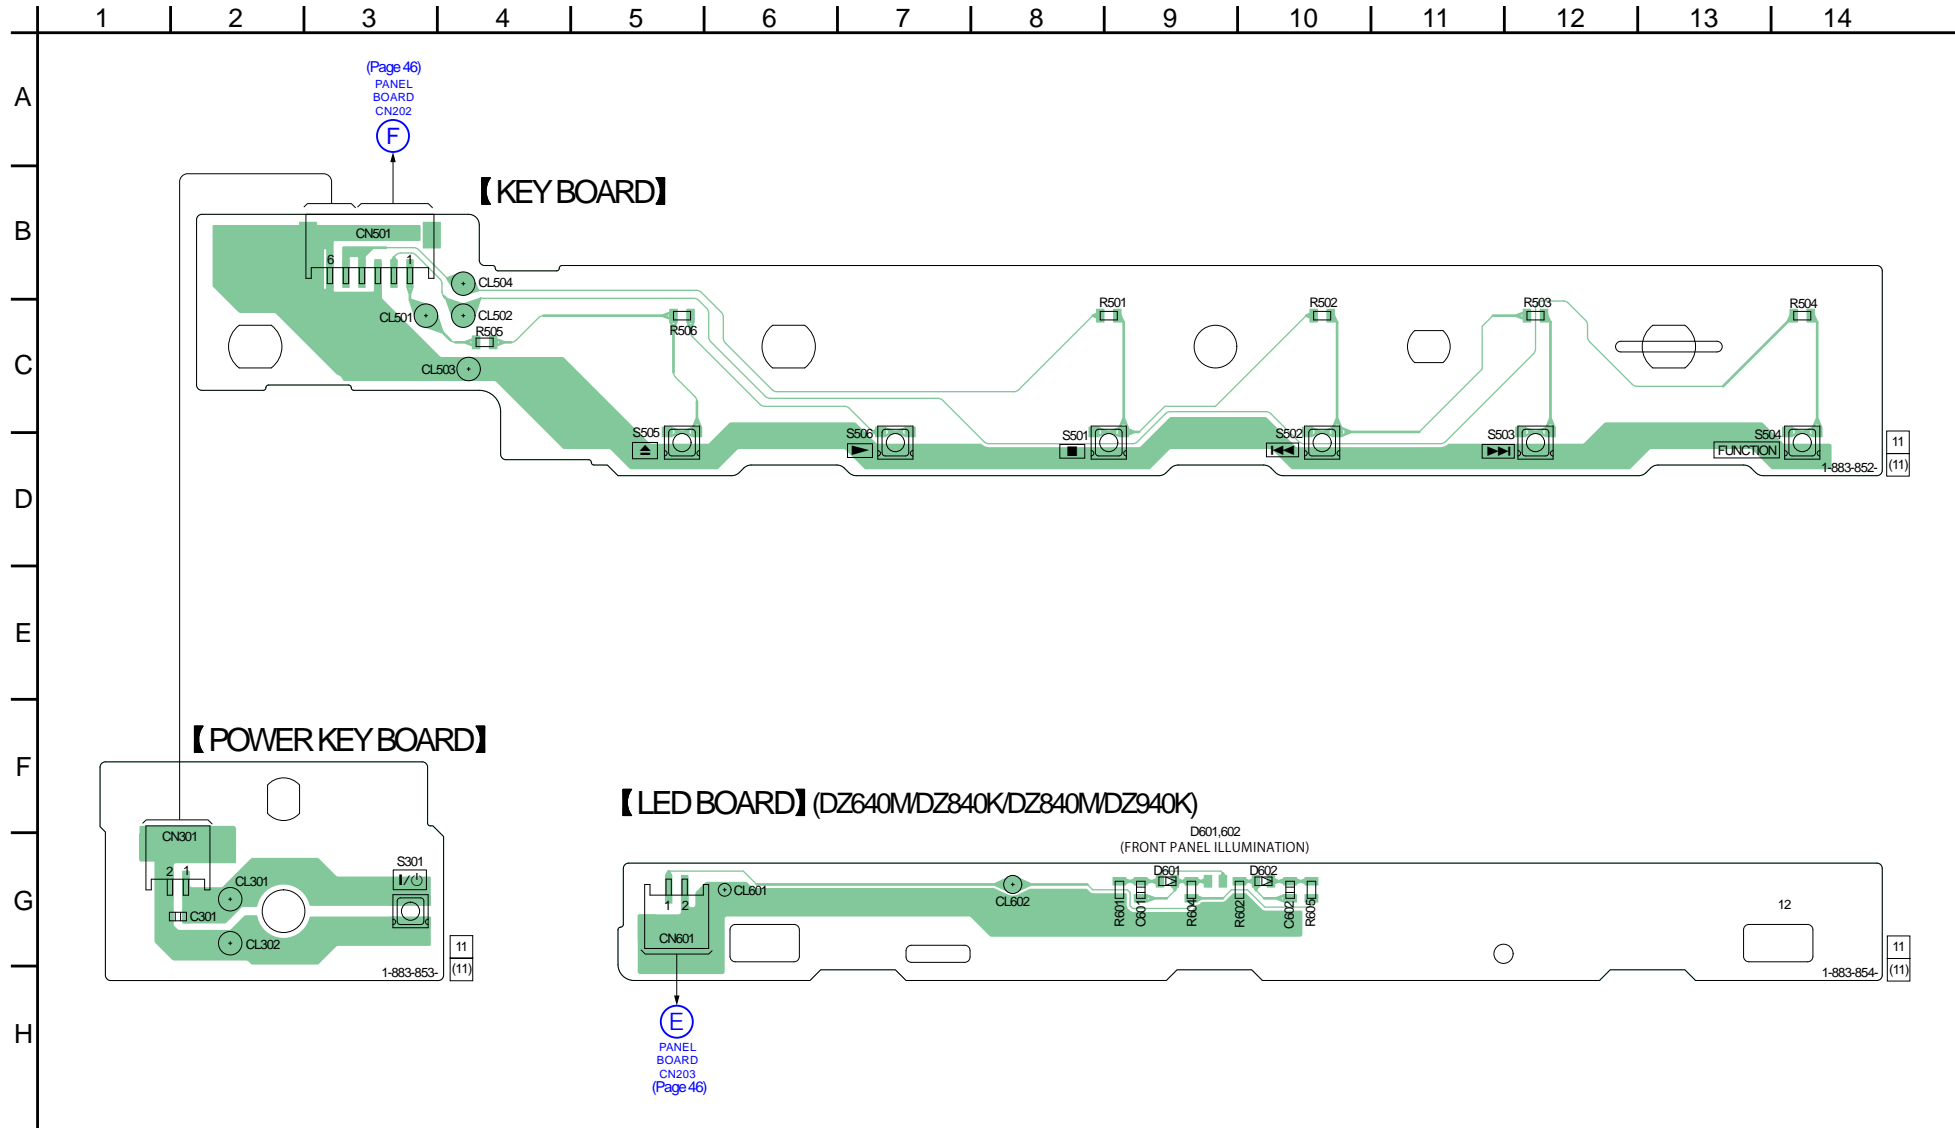 1 2 3 4 5 6 7 8 9 10 11 12 13 14
A
(Page 46)
PANEL
BOARD
CN202
F
B
【KEY BOARD】
CN501
6 1
CL504
CL501
CL502
R505
R506
R501
R502
R503
R504
C
CL503
S505
S506
S501
S502
S503
S504
FUNCTION
1-883-852-
11
(11)
D
E
【POWER KEY BOARD】
F
CN301
2 1
CL301
C301
CL302
S301
I/
1-883-853-
11
(11)
【LED BOARD】(DZ640M/DZ840K/DZ840M/DZ940K)
D601,602
(FRONT PANEL ILLUMINATION)
G
1 2
CN601
CL601
CL602
R601
C601
D601
R604
R602
D602
C602
R605
12
1-883-854-
11
(11)
H
E
PANEL
BOARD
CN203
(Page 46)